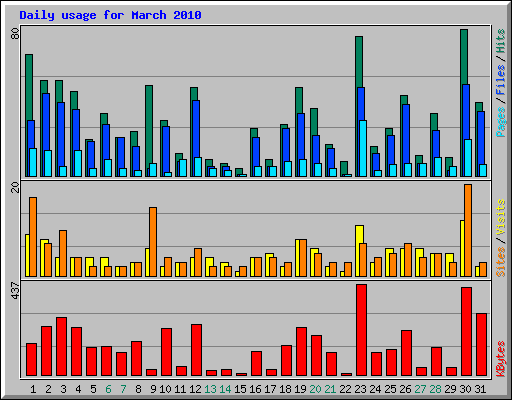 Daily usage for March 2010
80
Pages / Files / Hits
20
Sites / Visits
437
KBytes
1 2 3 4 5 6 7 8 9 10 11 12 13 14 15 16 17 18 19 20 21 22 23 24 25 26 27 28 29 30 31